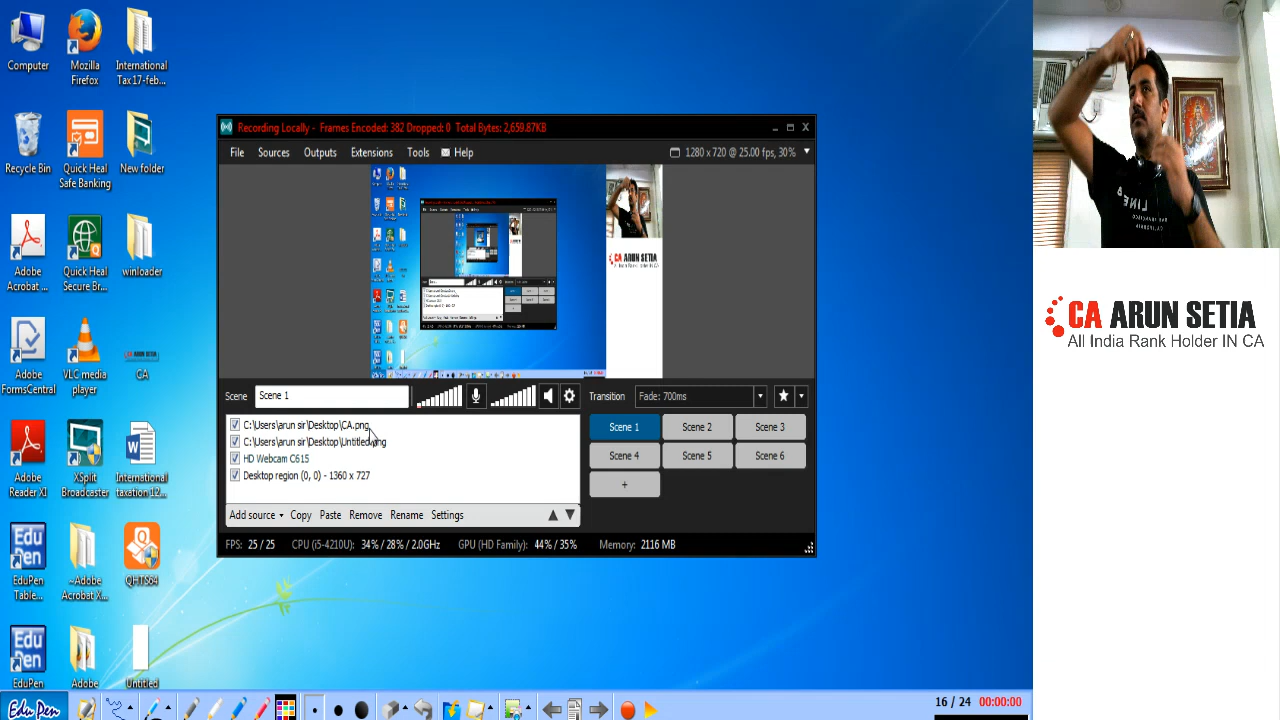 Computer
Mozilla
Firefox
International
Tax 17-feb...
Recycle Bin
Quick Heal
Safe Banking
New folder
Adobe
Acrobat ...
Quick Heal
Secure Br...
winloader
Adobe
FormsCentral
VLC media
player
CA
Adobe
Reader XI
XSplit
Broadcaster
International
taxation 12...
EduPen
Table...
~Adobe
Acrobat X...
QHTS64
EduPen
Adobe
Untitled
Recording Locally - Frames Encoded: 382 Dropped: 0 Total Bytes: 2,659.87KB
File Sources Outputs Extensions Tools Help 1280 x 720 @ 25.00 fps, 30%
CA ARUN SETIA
Scene Scene 1 Transition Fade: 700ms
C:\Users\arun sir\Desktop\CA.png
C:\Users\arun sir\Desktop\Untitled.png
HD Webcam C615
Desktop region (0, 0) - 1360 x 727
Scene 1 Scene 2 Scene 3
Scene 4 Scene 5 Scene 6
+
Add source Copy Paste Remove Rename Settings
FPS: 25 / 25 CPU (i5-4210U): 34% / 28% / 2.0GHz GPU (HD Family): 44% / 35% Memory: 2116 MB
Edu Pen
16 / 24 00:00:00
CA ARUN SETIA
All India Rank Holder IN CA